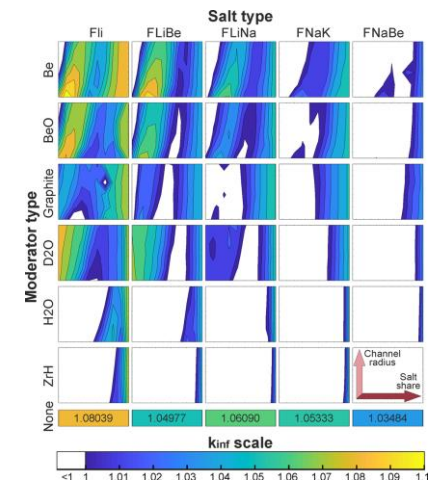 Salt type
Fli FLiBe FLiNa FNaK FNaBe
Moderator type
Be
BeO
Graphite
D2O
H2O
ZrH
None
Channel
radius
Salt
share
1.08039 1.04977 1.06090 1.05333 1.03484
kinf scale
<1 1 1.01 1.02 1.03 1.04 1.05 1.06 1.07 1.08 1.09 1.1